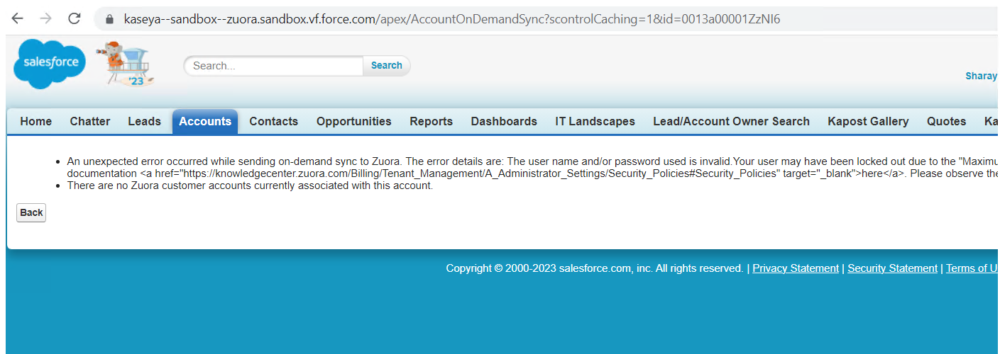 kaseya--sandbox--zuora.sandbox.vf.force.com/apex/AccountOnDemandSync?scontrolCaching=1&id=0013a00001ZzNI6
salesforce
'23
Search...
Search
Sharay
Home Chatter Leads Accounts Contacts Opportunities Reports Dashboards IT Landscapes Lead/Account Owner Search Kapost Gallery Quotes Ka
• An unexpected error occurred while sending on-demand sync to Zuora. The error details are: The user name and/or password used is invalid.Your user may have been locked out due to the "Maximu
documentation <a href="https://knowledgecenter.zuora.com/Billing/Tenant_Management/A_Administrator_Settings/Security_Policies#Security_Policies" target="_blank">here</a>. Please observe the
• There are no Zuora customer accounts currently associated with this account.
Back
Copyright © 2000-2023 salesforce.com, inc. All rights reserved. | Privacy Statement | Security Statement | Terms of U